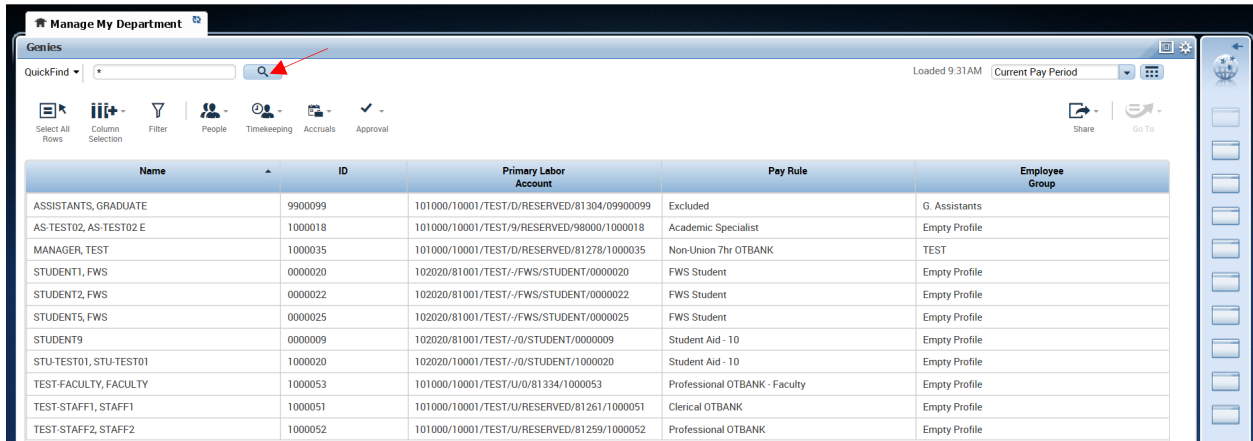 Manage My Department
Genies
QuickFind * Loaded 9:31AM Current Pay Period
Select All Rows Column Selection Filter People Timekeeping Accruals Approval Share Go To
Name ID Primary Labor Account Pay Rule Employee Group
ASSISTANTS, GRADUATE 9900099 101000/10001/TEST/D/RESERVED/81304/09900099 Excluded G. Assistants
AS-TEST02, AS-TEST02 E 1000018 101000/10001/TEST/9/RESERVED/98000/1000018 Academic Specialist Empty Profile
MANAGER, TEST 1000035 101000/10001/TEST/D/RESERVED/81278/1000035 Non-Union 7hr OTBANK TEST
STUDENT1, FWS 0000020 102020/81001/TEST/-/FWS/STUDENT/0000020 FWS Student Empty Profile
STUDENT2, FWS 0000022 102020/81001/TEST/-/FWS/STUDENT/0000022 FWS Student Empty Profile
STUDENT5, FWS 0000025 102020/81001/TEST/-/FWS/STUDENT/0000025 FWS Student Empty Profile
STUDENT9 0000009 102020/81001/TEST/-/0/STUDENT/0000009 Student Aid - 10 Empty Profile
STU-TEST01, STU-TEST01 1000020 102020/10001/TEST/-/0/STUDENT/1000020 Student Aid - 10 Empty Profile
TEST-FACULTY, FACULTY 1000053 101000/10001/TEST/U/0/81334/1000053 Professional OTBANK - Faculty Empty Profile
TEST-STAFF1, STAFF1 1000051 101000/10001/TEST/U/RESERVED/81261/1000051 Clerical OTBANK Empty Profile
TEST-STAFF2, STAFF2 1000052 101000/10001/TEST/U/RESERVED/81259/1000052 Professional OTBANK Empty Profile